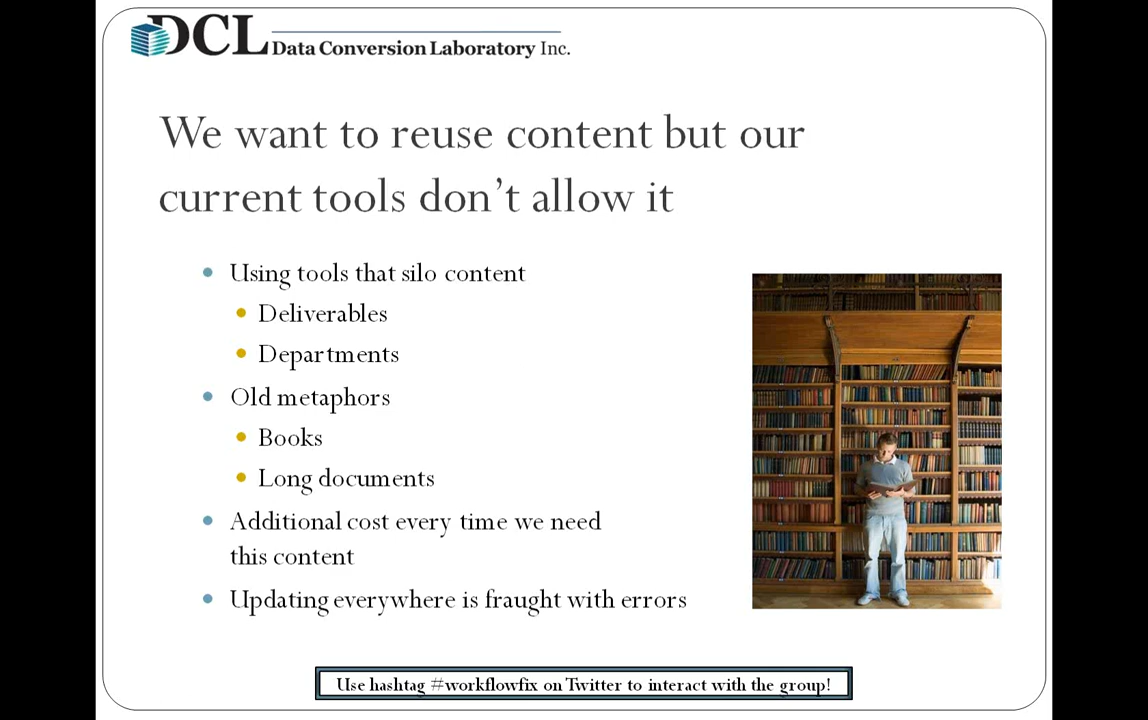 DCL
Data Conversion Laboratory Inc.
We want to reuse content but our
current tools don’t allow it
Using tools that silo content
Deliverables
Departments
Old metaphors
Books
Long documents
Additional cost every time we need
this content
Updating everywhere is fraught with errors
Use hashtag #workflowfix on Twitter to interact with the group!